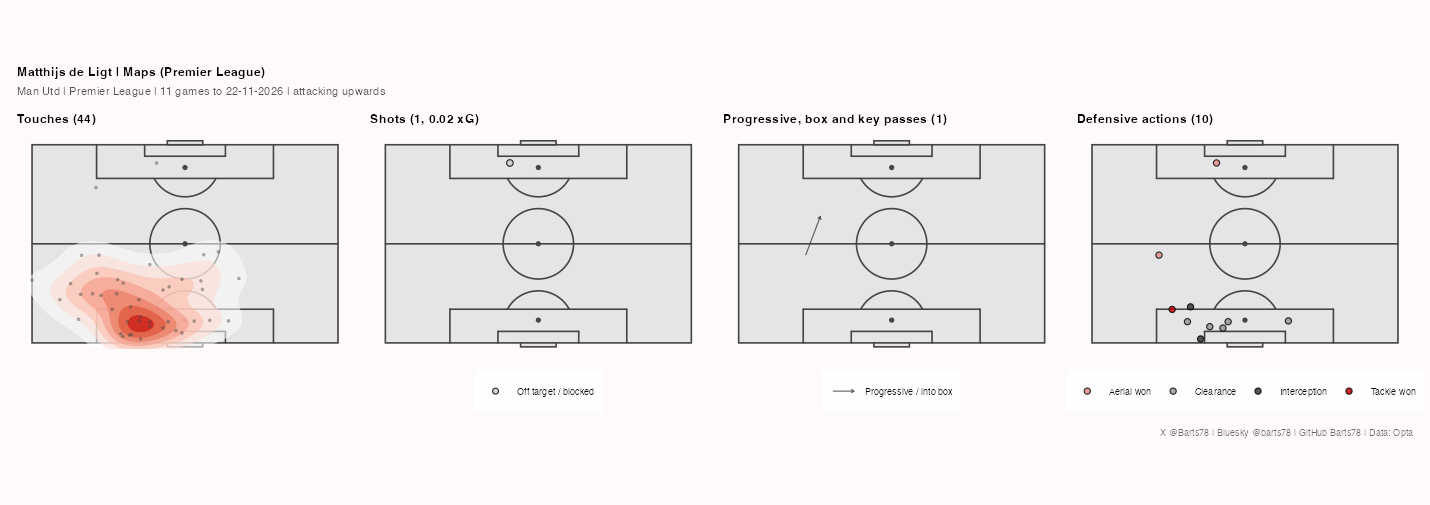 Matthijs de Ligt | Maps (Premier League)
Man Utd | Premier League | 11 games to 22-11-2026 | attacking upwards
Touches (44)
Shots (1, 0.02 xG)
Progressive, box and key passes (1)
Defensive actions (10)
Off target / blocked
Progressive / into box
Aerial won
Clearance
Interception
Tackle won
X @Barts78 | Bluesky @barts78 | GitHub Barts78 | Data: Opta